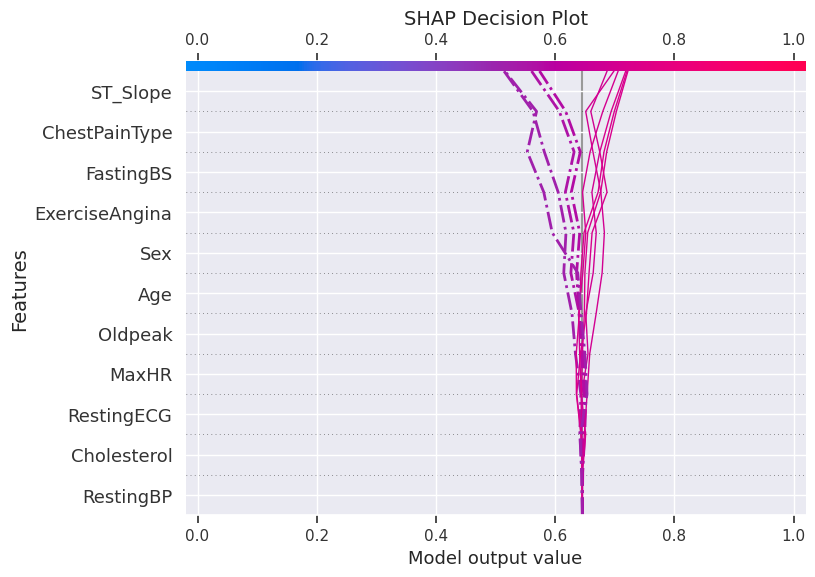 SHAP Decision Plot
0.0 0.2 0.4 0.6 0.8 1.0
ST_Slope
ChestPainType
FastingBS
ExerciseAngina
Sex
Age
Oldpeak
MaxHR
RestingECG
Cholesterol
RestingBP
Features
0.0 0.2 0.4 0.6 0.8 1.0
Model output value